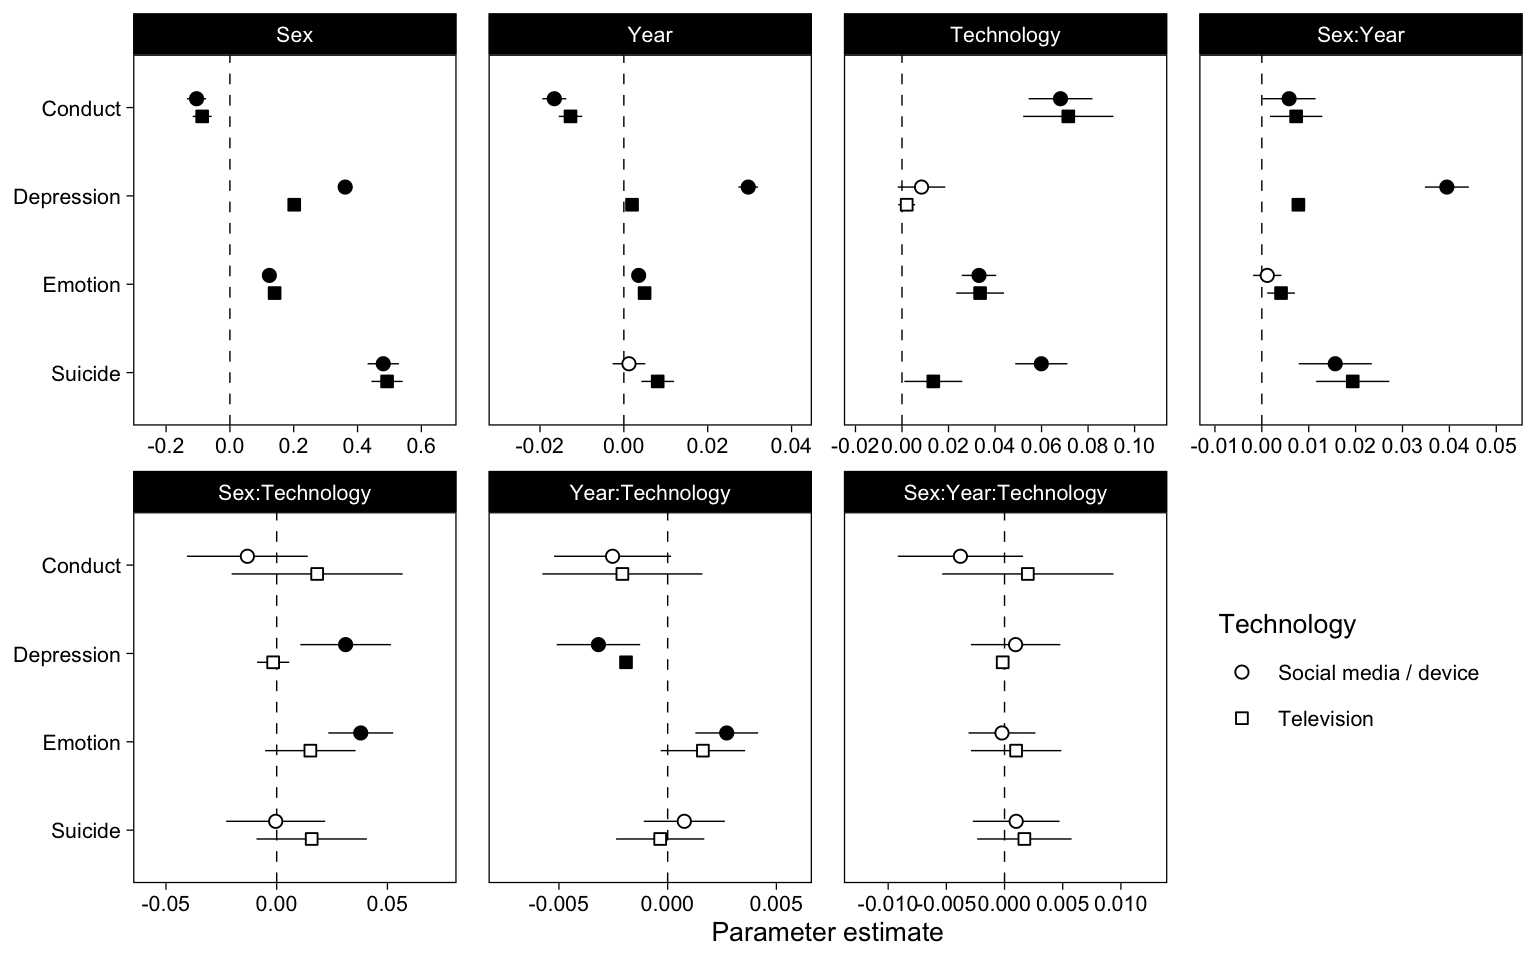 Sex Year Technology Sex:Year
Conduct
Depression
Emotion
Suicide
-0.2 0.0 0.2 0.4 0.6 -0.02 0.00 0.02 0.04 -0.02 0.00 0.02 0.04 0.06 0.08 0.10 -0.01 0.00 0.01 0.02 0.03 0.04 0.05
Sex:Technology Year:Technology Sex:Year:Technology
Conduct
Depression
Emotion
Suicide
-0.05 0.00 0.05 -0.005 0.000 0.005 -0.010 -0.005 0.000 0.005 0.010
Parameter estimate
Technology
Social media / device
Television